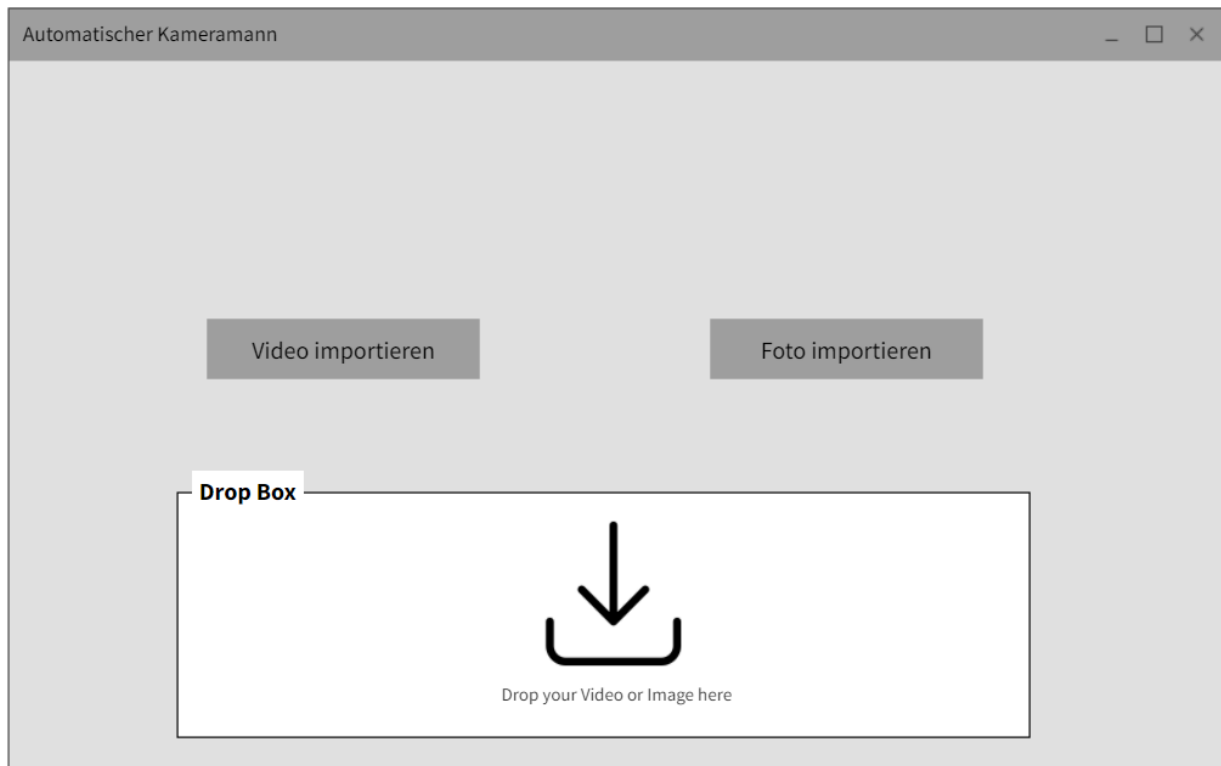 Automatischer Kameramann
Video importieren
Foto importieren
Drop Box
Drop your Video or Image here